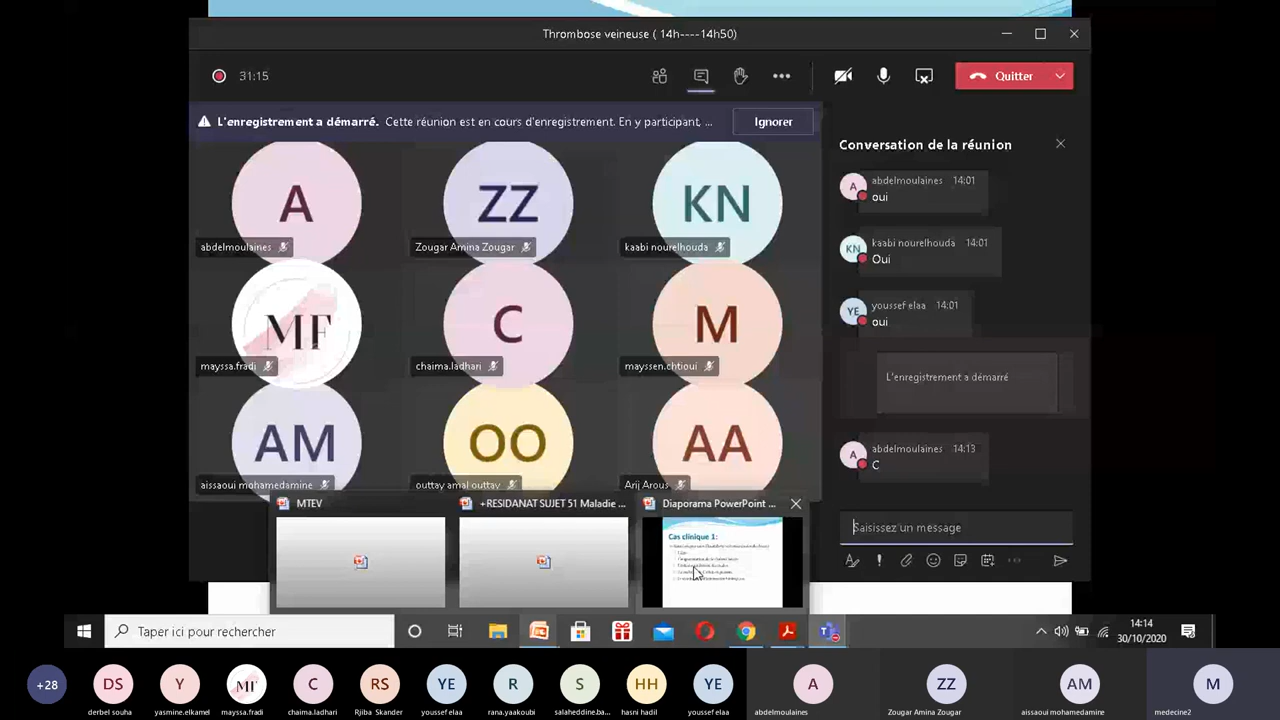 Thrombose veineuse ( 14h----14h50)
31:15
Quitter
L'enregistrement a démarré. Cette réunion est en cours d'enregistrement. En y participant, ...
Ignorer
Conversation de la réunion
A
abdelmoulaines
ZZ
Zougar Amina Zougar
KN
kaabi nourelhouda
MF
mayssa.fradi
C
chaima.ladhari
M
mayssen.chtioui
AM
aissaoui mohamedamine
OO
outtay amal outtay
AA
Arij Arous
A
abdelmoulaines 14:01
oui
KN
kaabi nourelhouda 14:01
Oui
YE
youssef elaa 14:01
oui
L'enregistrement a démarré
A
abdelmoulaines 14:13
C
Saisissez un message
MTEV
+RESIDANAT SUJET 51 Maladie ...
Diaporama PowerPoint ...
Cas clinique 1:
Taper ici pour rechercher
14:14
30/10/2020
+28
DS
derbel souha
Y
yasmine.elkamel
MF
mayssa.fradi
C
chaima.ladhari
RS
Rjiba Skander
YE
youssef elaa
R
rana.yaakoubi
S
salaheddine.ba...
HH
hasni hadil
YE
youssef elaa
A
abdelmoulaines
ZZ
Zougar Amina Zougar
AM
aissaoui mohamedamine
M
medecine2